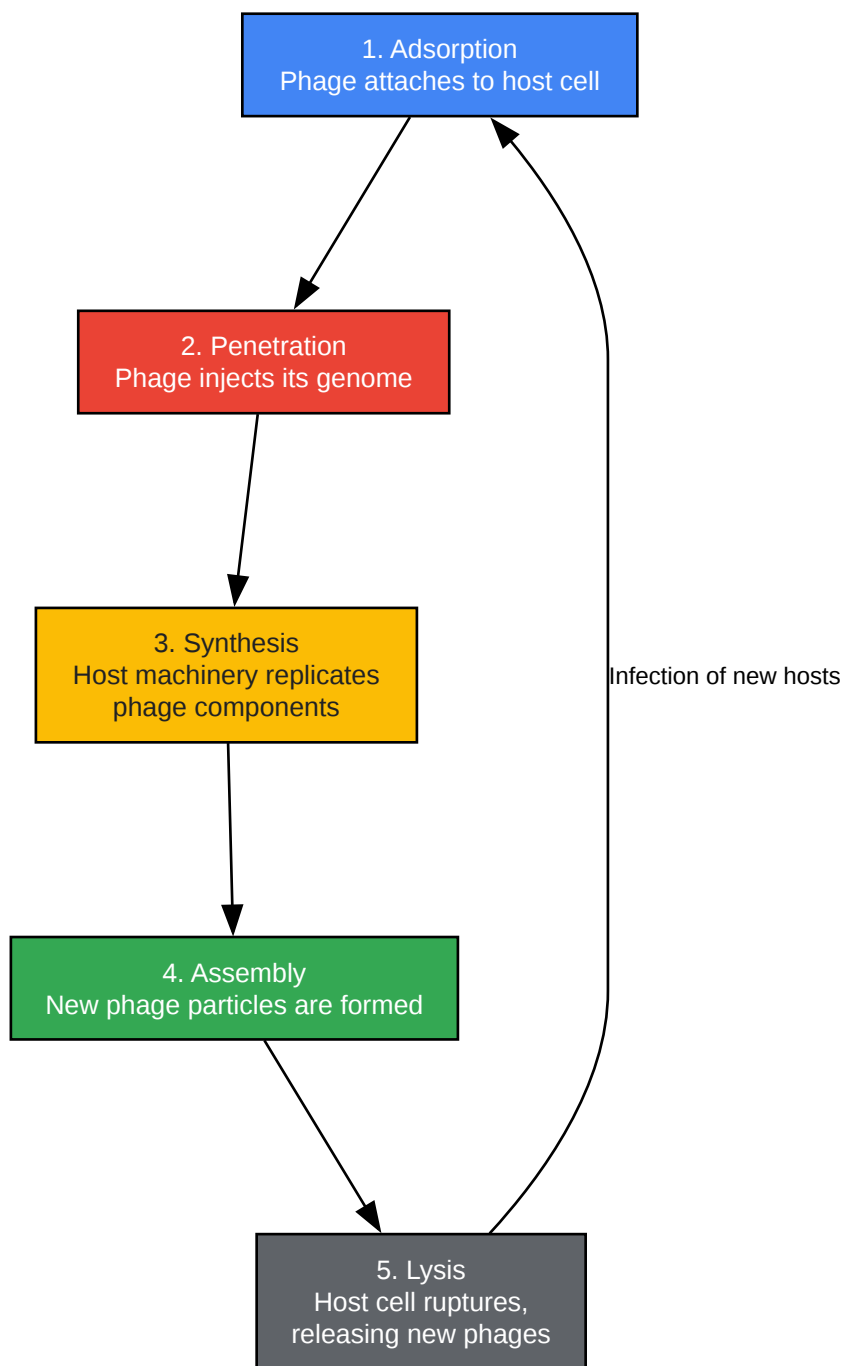 1. Adsorption
Phage attaches to host cell
2. Penetration
Phage injects its genome
3. Synthesis
Host machinery replicates
phage components
Infection of new hosts
4. Assembly
New phage particles are formed
5. Lysis
Host cell ruptures,
releasing new phages